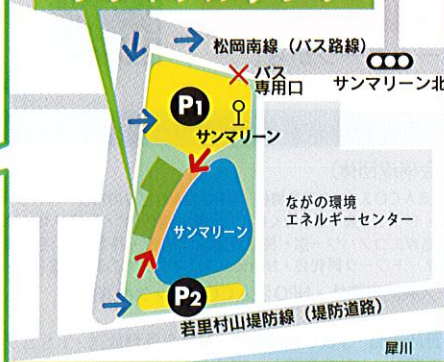 松岡南線（バス路線）
バス
専用口
サンマリーン北
P1
サンマリーン
ながの環境
エネルギーセンター
サンマリーン
P2
若里村山堤防線（堤防道路）
犀川